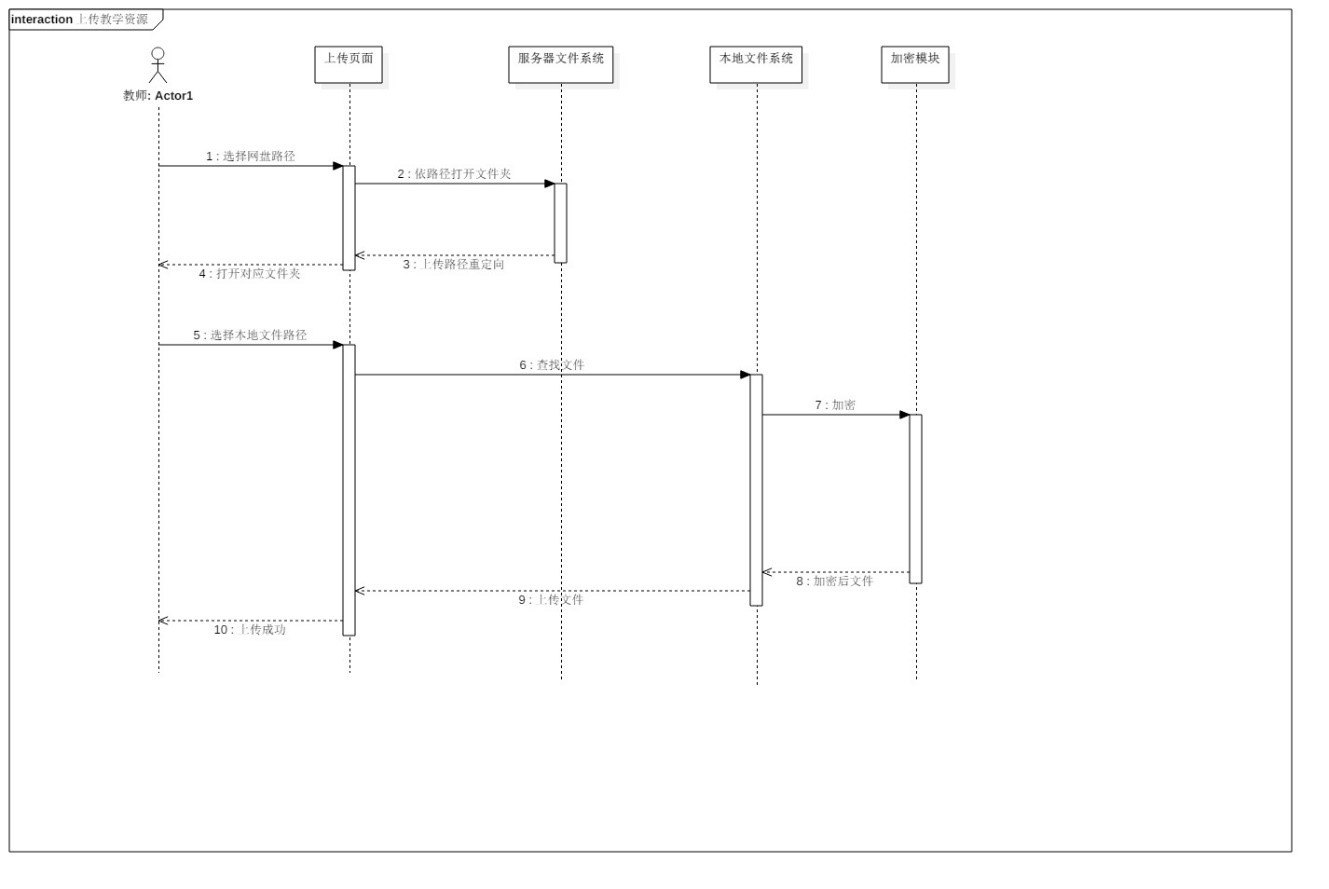 interaction 上传教学资源
上传页面
服务器文件系统
本地文件系统
加密模块
教师: Actor1
1 : 选择网盘路径
2 : 依路径打开文件夹
3 : 上传路径重定向
4 : 打开对应文件夹
5 : 选择本地文件路径
6 : 查找文件
7 : 加密
8 : 加密后文件
9 : 上传文件
10 : 上传成功